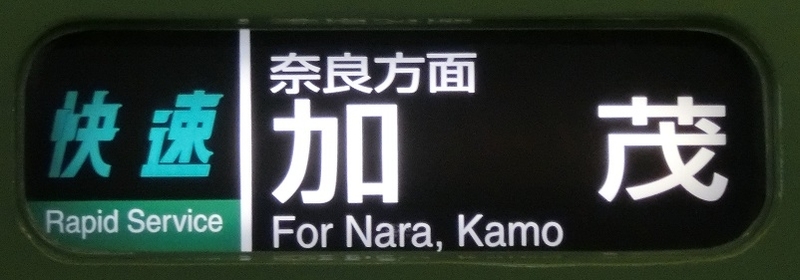 快速
Rapid Service
奈良方面
加茂
For Nara, Kamo